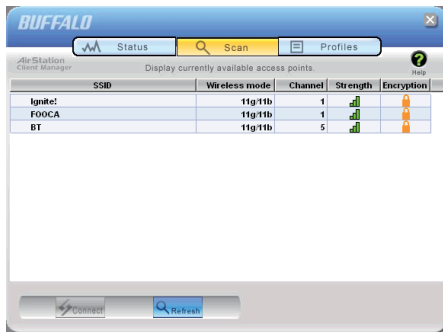 BUFFALO
Status Scan Profiles
AirStation
Client Manager
Display currently available access points.
Help
SSID Wireless mode Channel Strength Encryption
Ignite! 11g/11b 1
FOOCA 11g/11b 1
BT 11g/11b 5
Connect Refresh